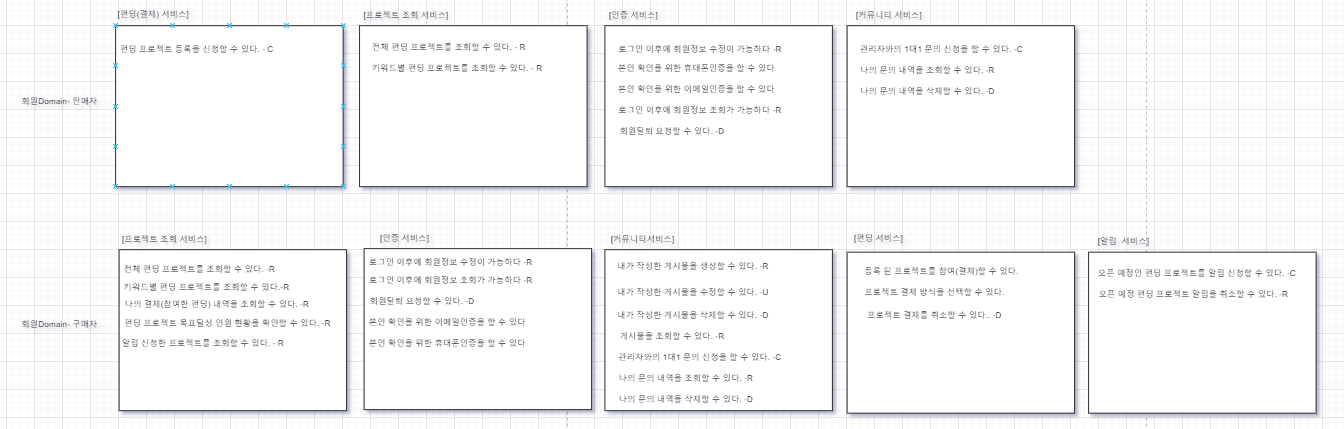 [펀딩(결제) 서비스]
펀딩 프로젝트 등록을 신청할 수 있다. - C
[프로젝트 조회 서비스]
전체 펀딩 프로젝트를 조회할 수 있다. - R
키워드별 펀딩 프로젝트를 조회할 수 있다. - R
[인증 서비스]
로그인 이후에 회원정보 수정이 가능하다 -R
본인 확인을 위한 휴대폰인증을 할 수 있다
본인 확인을 위한 이메일인증을 할 수 있다
로그인 이후에 회원정보 조회가 가능하다 -R
회원탈퇴 요청할 수 있다. -D
[커뮤니티 서비스]
관리자와의 1대1 문의 신청을 할 수 있다. -C
나의 문의 내역을 조회할 수 있다. -R
나의 문의 내역을 삭제할 수 있다. -D
회원Domain- 판매자
[프로젝트 조회 서비스]
전체 펀딩 프로젝트를 조회할 수 있다. -R
키워드별 펀딩 프로젝트를 조회할 수 있다.-R
나의 결제(참여한 펀딩) 내역을 조회할 수 있다. -R
펀딩 프로젝트 목표달성 인원 현황을 확인할 수 있다. -R
알림 신청한 프로젝트를 조회할 수 있다. - R
[인증 서비스]
로그인 이후에 회원정보 수정이 가능하다 -R
로그인 이후에 회원정보 조회가 가능하다 -R
회원탈퇴 요청할 수 있다. -D
본인 확인을 위한 이메일인증을 할 수 있다
본인 확인을 위한 휴대폰인증을 할 수 있다
[커뮤니티서비스]
내가 작성한 게시물을 생성할 수 있다. -R
내가 작성한 게시물을 수정할 수 있다. -U
내가 작성한 게시물을 삭제할 수 있다. -D
게시물을 조회할 수 있다. -R
관리자와의 1대1 문의 신청을 할 수 있다. -C
나의 문의 내역을 조회할 수 있다. -R
나의 문의 내역을 삭제할 수 있다. -D
[펀딩 서비스]
등록 된 프로젝트를 참여(결제)할 수 있다.
프로젝트 결제 방식을 선택할 수 있다.
프로젝트 결제를 취소할 수 있다.. -D
[알림 서비스]
오픈 예정인 펀딩 프로젝트를 알림 신청할 수 있다. -C
오픈 예정 펀딩 프로젝트 알림을 취소할 수 있다. -R
회원Domain- 구매자